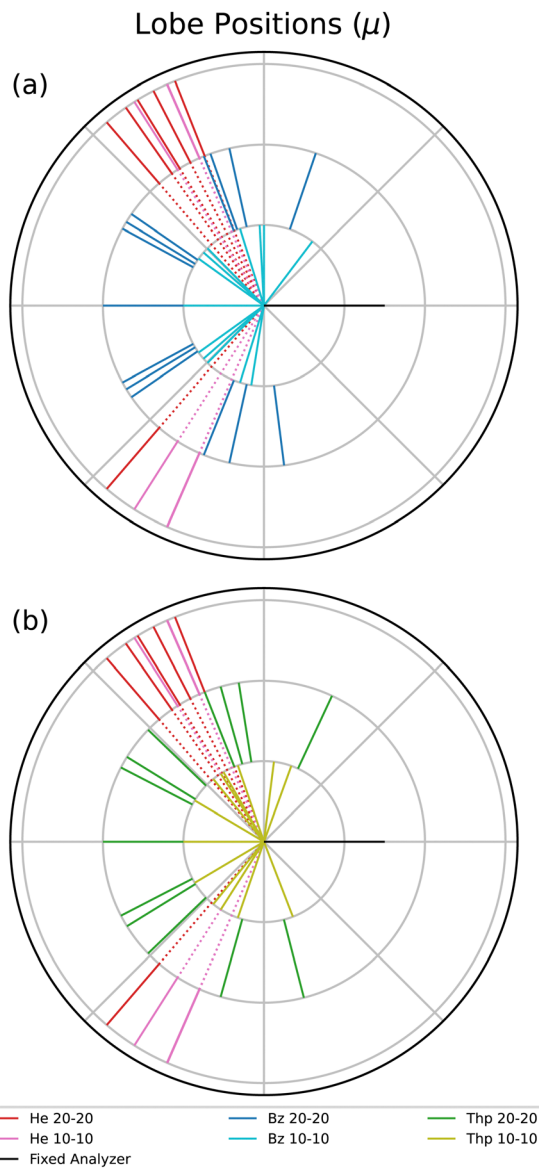 Lobe Positions (μ)
(a)
(b)
He 20-20 Bz 20-20 Thp 20-20
He 10-10 Bz 10-10 Thp 10-10
Fixed Analyzer